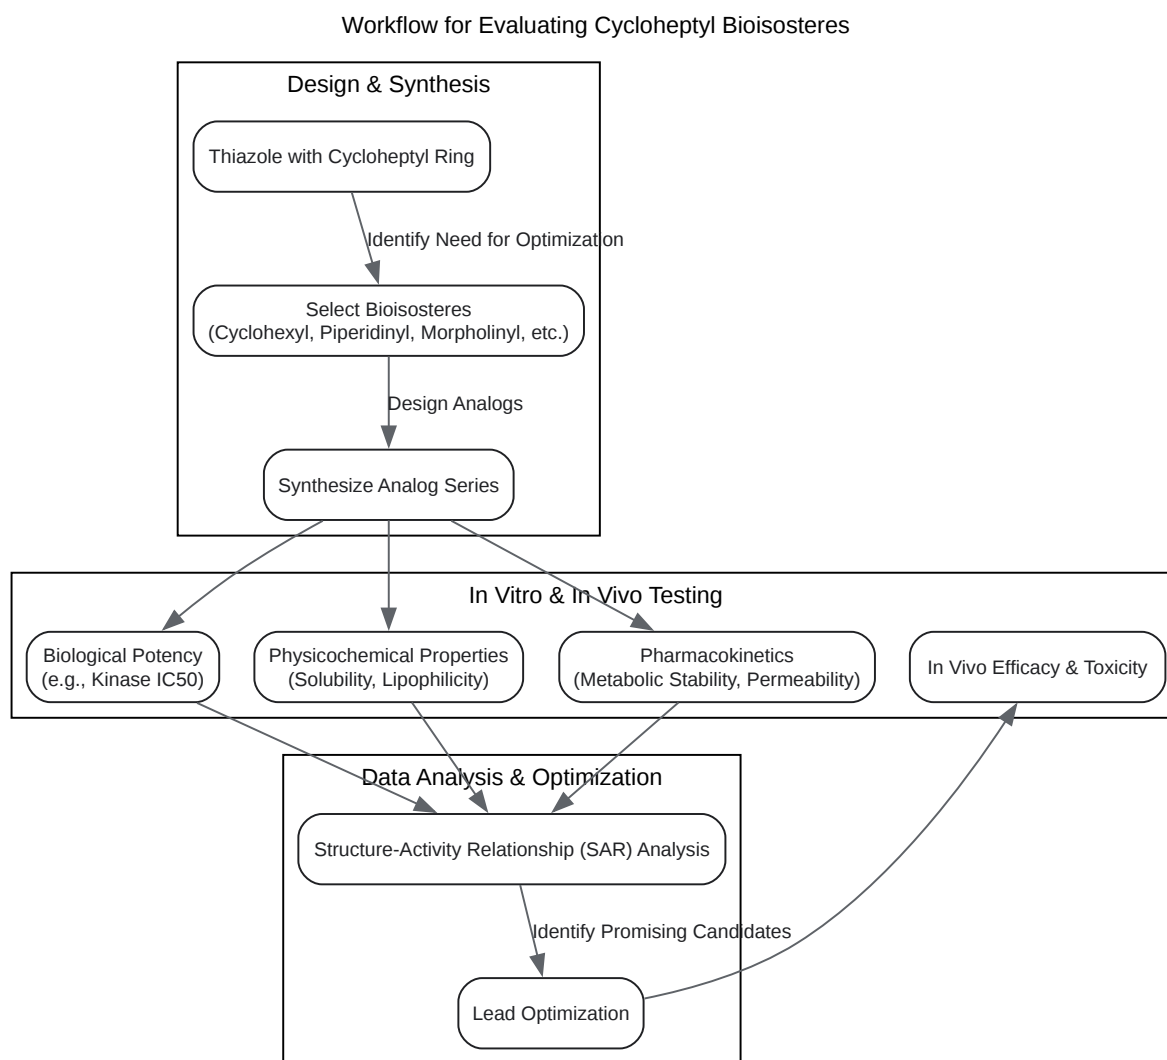 Workflow for Evaluating Cycloheptyl Bioisosteres
Design & Synthesis
Thiazole with Cycloheptyl Ring
Identify Need for Optimization
Select Bioisosteres
(Cyclohexyl, Piperidinyl, Morpholinyl, etc.)
Design Analogs
Synthesize Analog Series
In Vitro & In Vivo Testing
Biological Potency
(e.g., Kinase IC50)
Physicochemical Properties
(Solubility, Lipophilicity)
Pharmacokinetics
(Metabolic Stability, Permeability)
In Vivo Efficacy & Toxicity
Data Analysis & Optimization
Structure-Activity Relationship (SAR) Analysis
Identify Promising Candidates
Lead Optimization